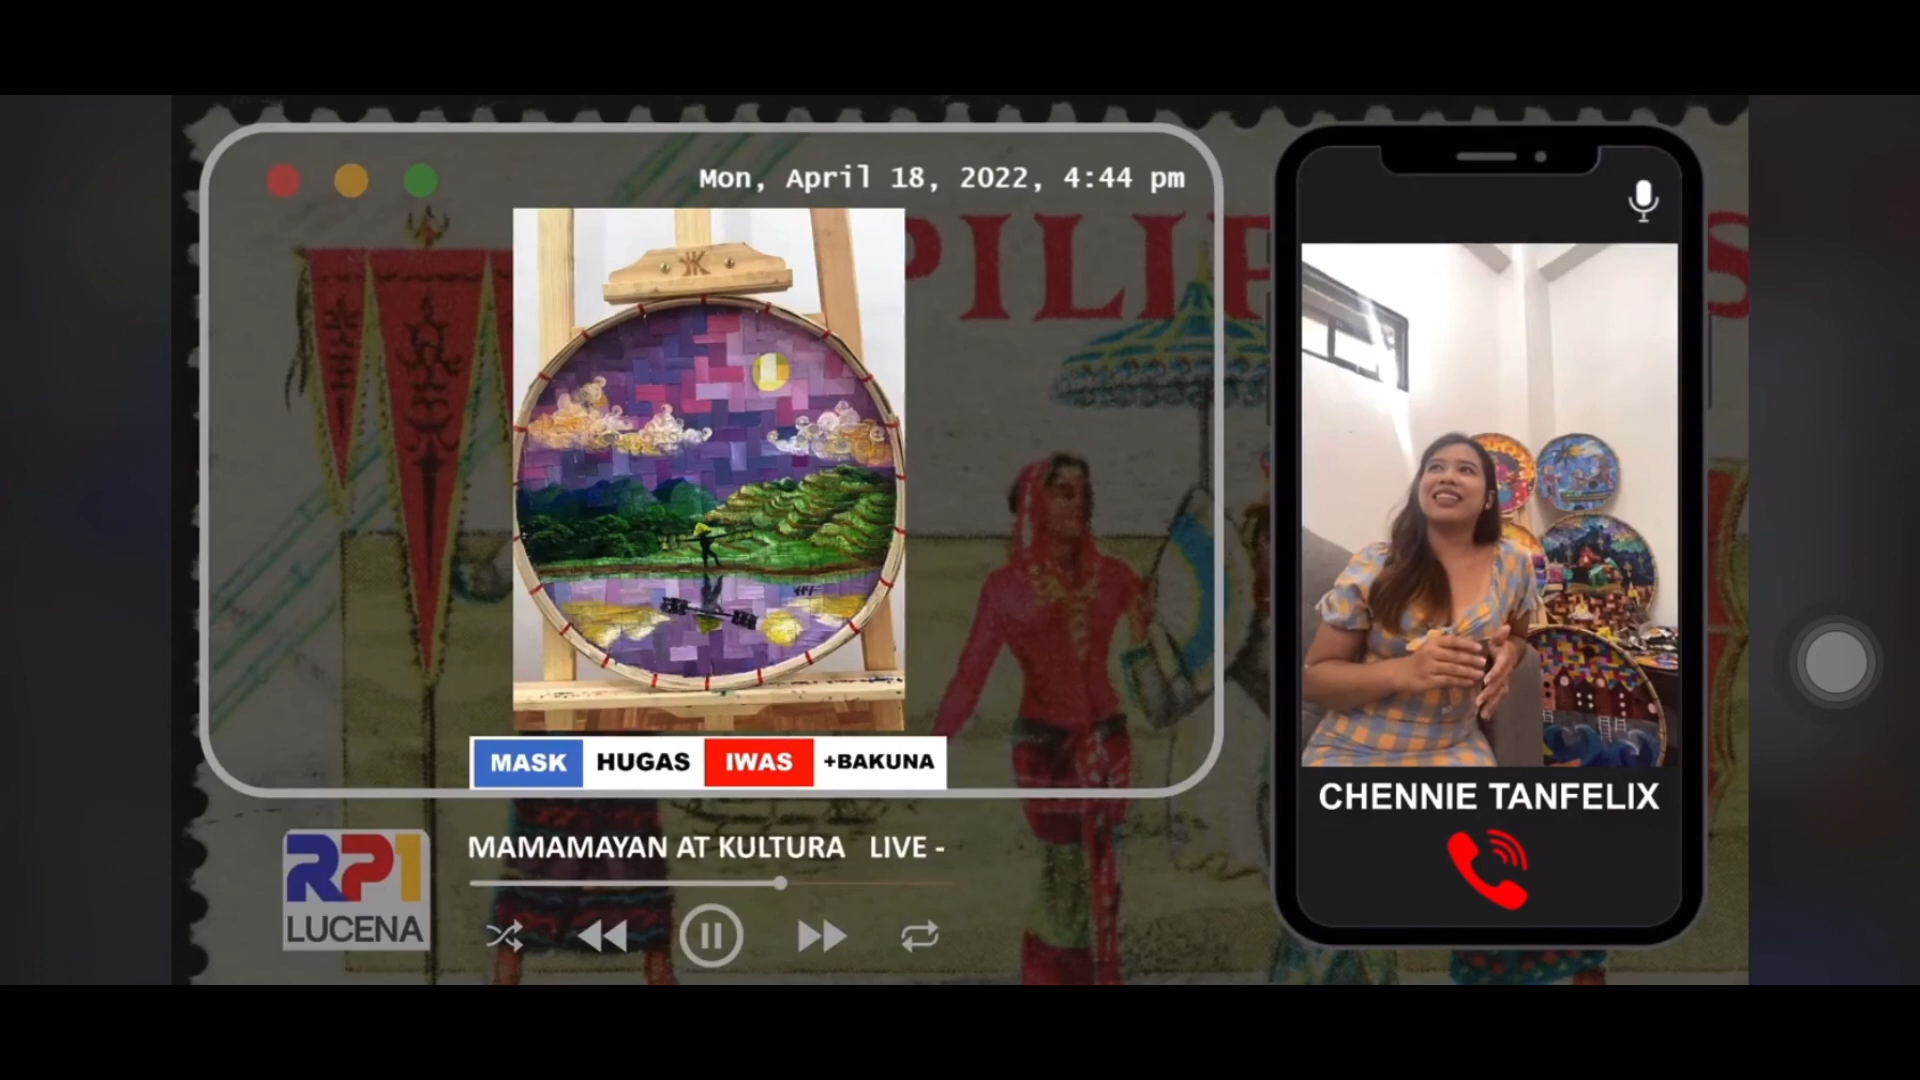 Mon, April 18, 2022, 4:44 pm
PILIP S
MASK HUGAS IWAS +BAKUNA
CHENNIE TANFELIX
MAMAMAYAN AT KULTURA LIVE -
RP1
LUCENA